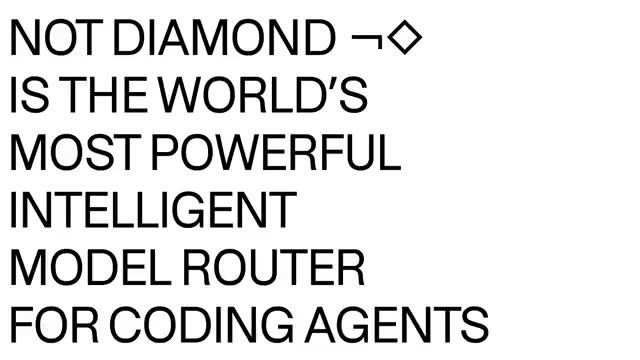 NOT DIAMOND ¬◇
IS THE WORLD’S
MOST POWERFUL
INTELLIGENT
MODEL ROUTER
FOR CODING AGENTS